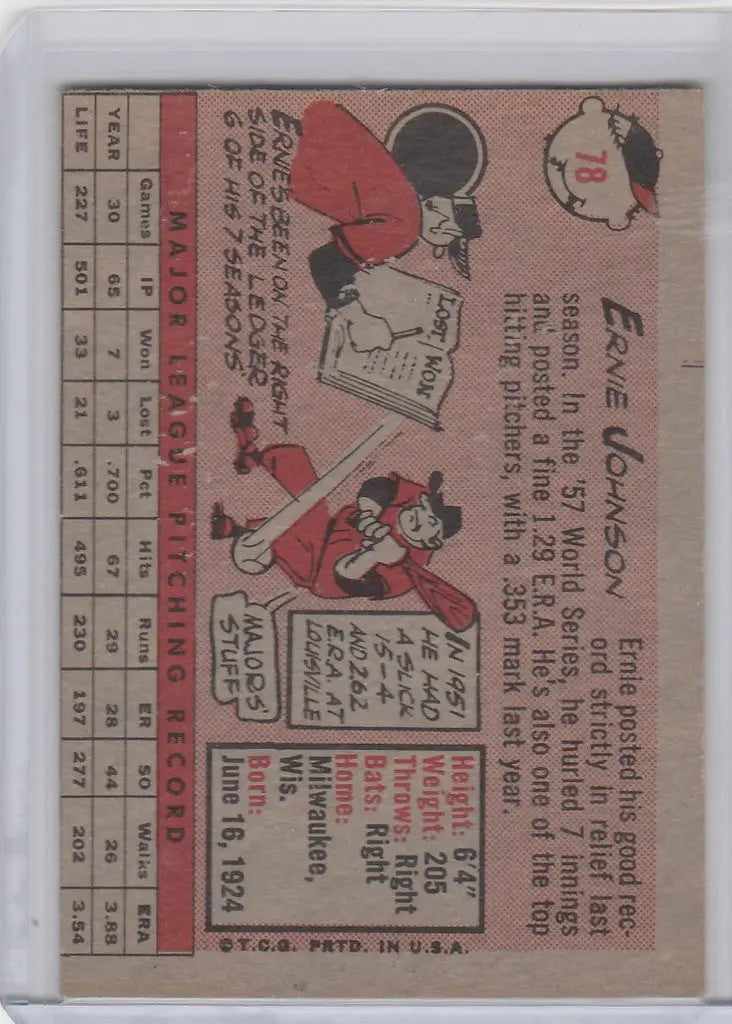 78
ERNIE JOHNSON
Ernie posted his good rec-
ord strictly in relief last
season. In the '57 World Series, he hurled 7 innings
and posted a fine 1.29 E.R.A. He's also one of the top
hitting pitchers, with a .353 mark last year.
LOST WON
ERNIE'S BEEN ON THE RIGHT
SIDE OF THE LEDGER
6 OF HIS 7 SEASONS
IN 1951
HE HAD
A SLICK
15-4
AND 2.62
E.R.A. AT
LOUISVILLE
MAJORS'
STUFF
Height: 6'4"
Weight: 205
Throws: Right
Bats: Right
Home:
Milwaukee,
Wis.
Born:
June 16, 1924
©T.C.G. PRTD. IN U.S.A.
MAJOR LEAGUE PITCHING RECORD
Games IP Won Lost Pct Hits Runs ER SO Walks ERA
YEAR 30 65 7 3 .700 67 29 28 44 26 3.88
LIFE 227 501 33 21 .611 495 230 197 277 202 3.54